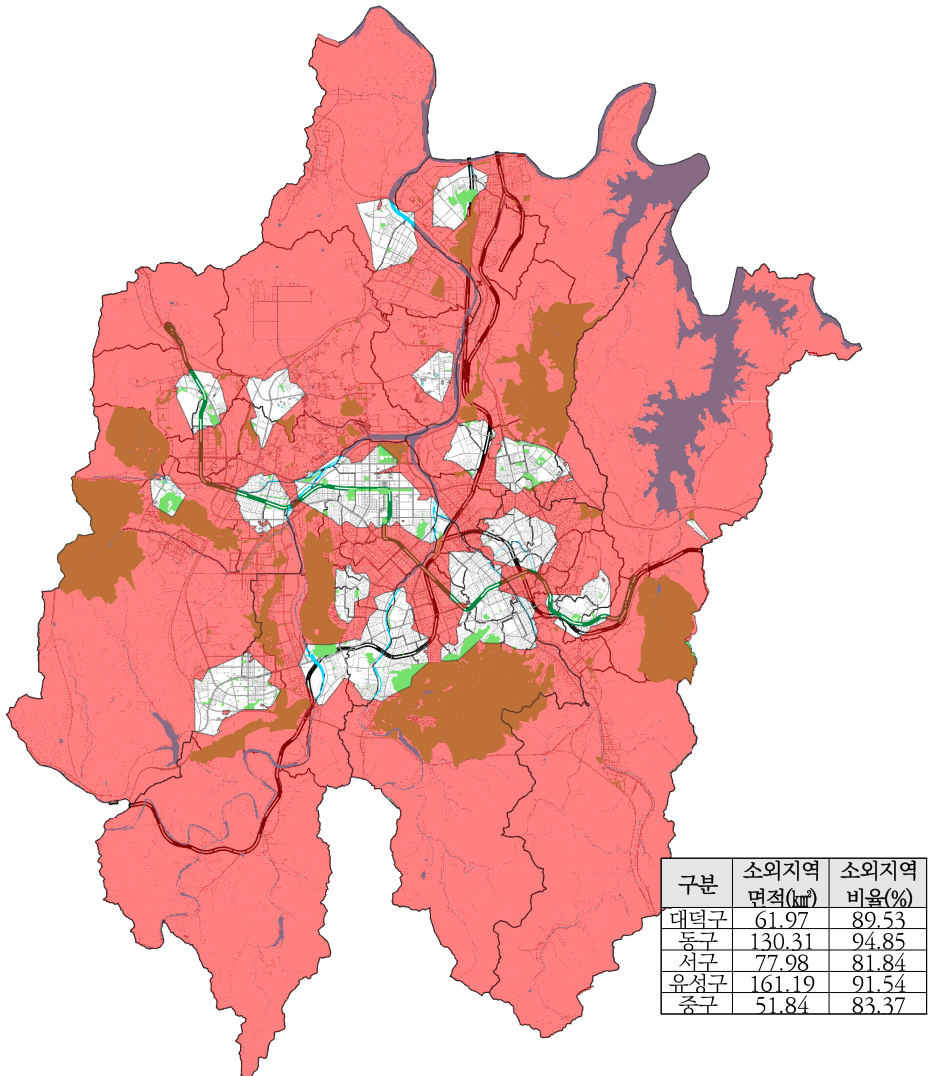 구분 소외지역 면적(㎢) 소외지역 비율(%)
대덕구 61.97 89.53
동구 130.31 94.85
서구 77.98 81.84
유성구 161.19 91.54
중구 51.84 83.37